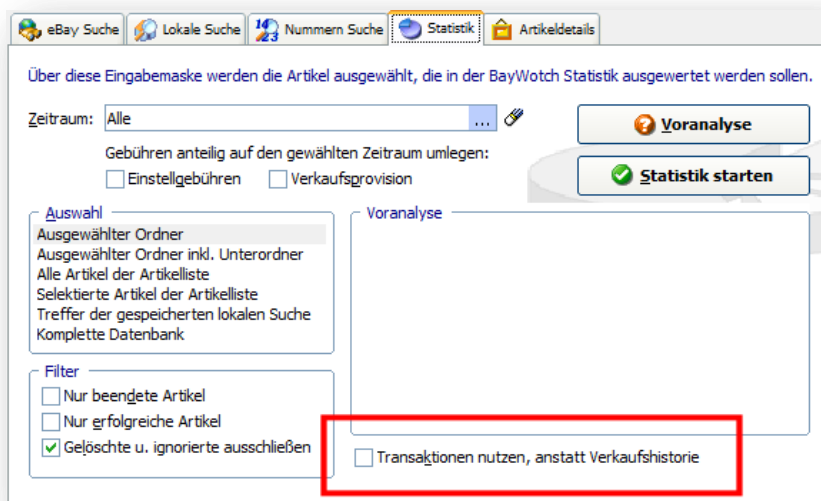 eBay Suche Lokale Suche Nummern Suche Statistik Artikeldetails
Über diese Eingabemaske werden die Artikel ausgewählt, die in der BayWotch Statistik ausgewertet werden sollen.
Zeitraum: Alle ...
Voranalyse
Gebühren anteilig auf den gewählten Zeitraum umlegen:
Einstellgebühren Verkaufsprovision
Statistik starten
Auswahl
Ausgewählter Ordner
Ausgewählter Ordner inkl. Unterordner
Alle Artikel der Artikelliste
Selektierte Artikel der Artikelliste
Treffer der gespeicherten lokalen Suche
Komplette Datenbank
Voranalyse
Filter
Nur beendete Artikel
Nur erfolgreiche Artikel
Gelöschte u. ignorierte ausschließen
Transaktionen nutzen, anstatt Verkaufshistorie